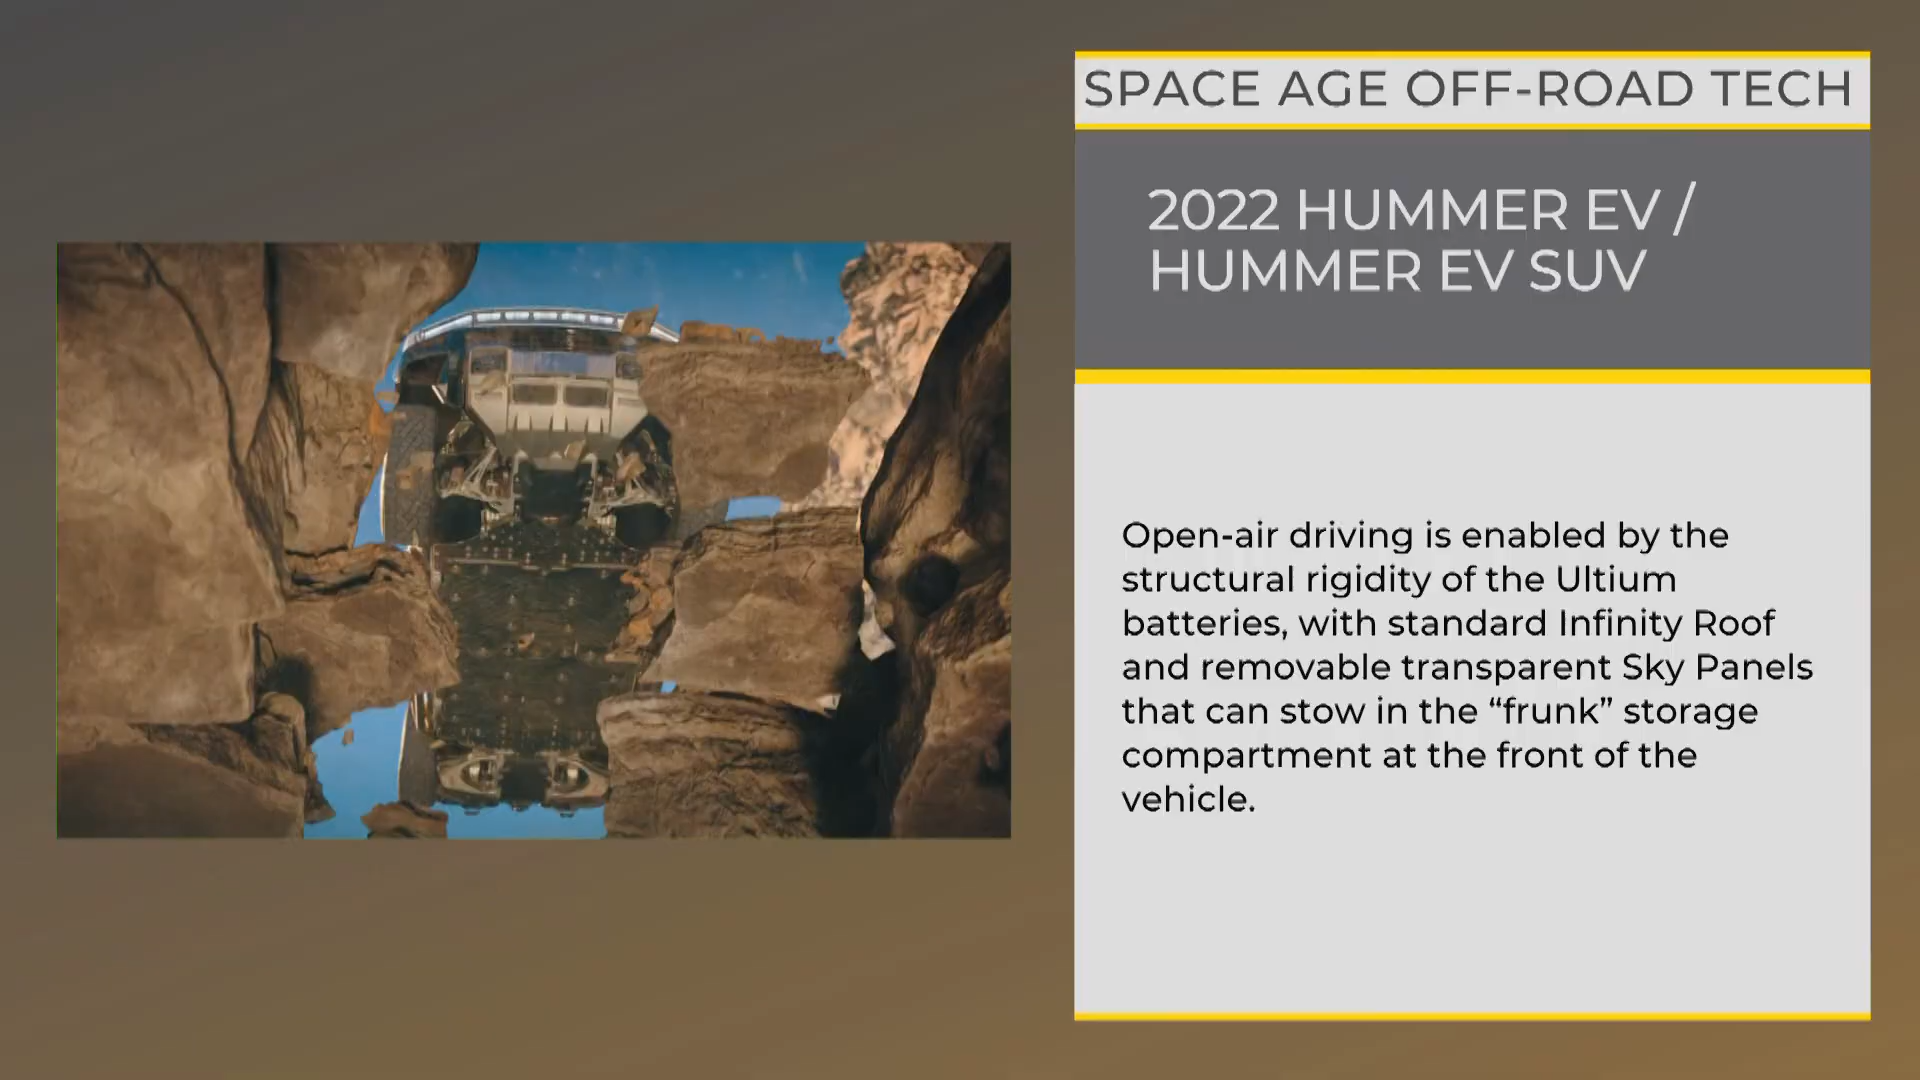 SPACE AGE OFF-ROAD TECH
2022 HUMMER EV /
HUMMER EV SUV
Open-air driving is enabled by the
structural rigidity of the Ultium
batteries, with standard Infinity Roof
and removable transparent Sky Panels
that can stow in the “frunk” storage
compartment at the front of the
vehicle.